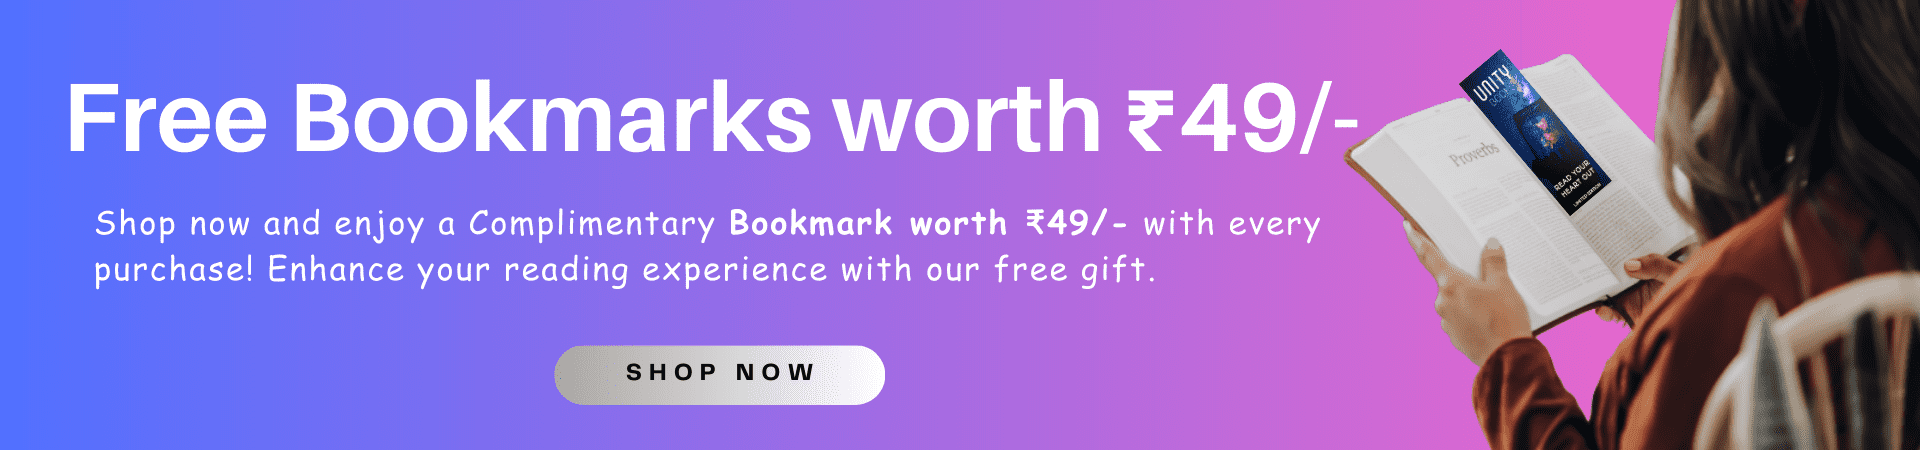 Free Bookmarks worth ₹49/-
Shop now and enjoy a Complimentary Bookmark worth ₹49/- with every
purchase! Enhance your reading experience with our free gift.
SHOP NOW
Proverbs
UNITY
BOOKS
READ YOUR
HEART OUT
LIMITED EDITION